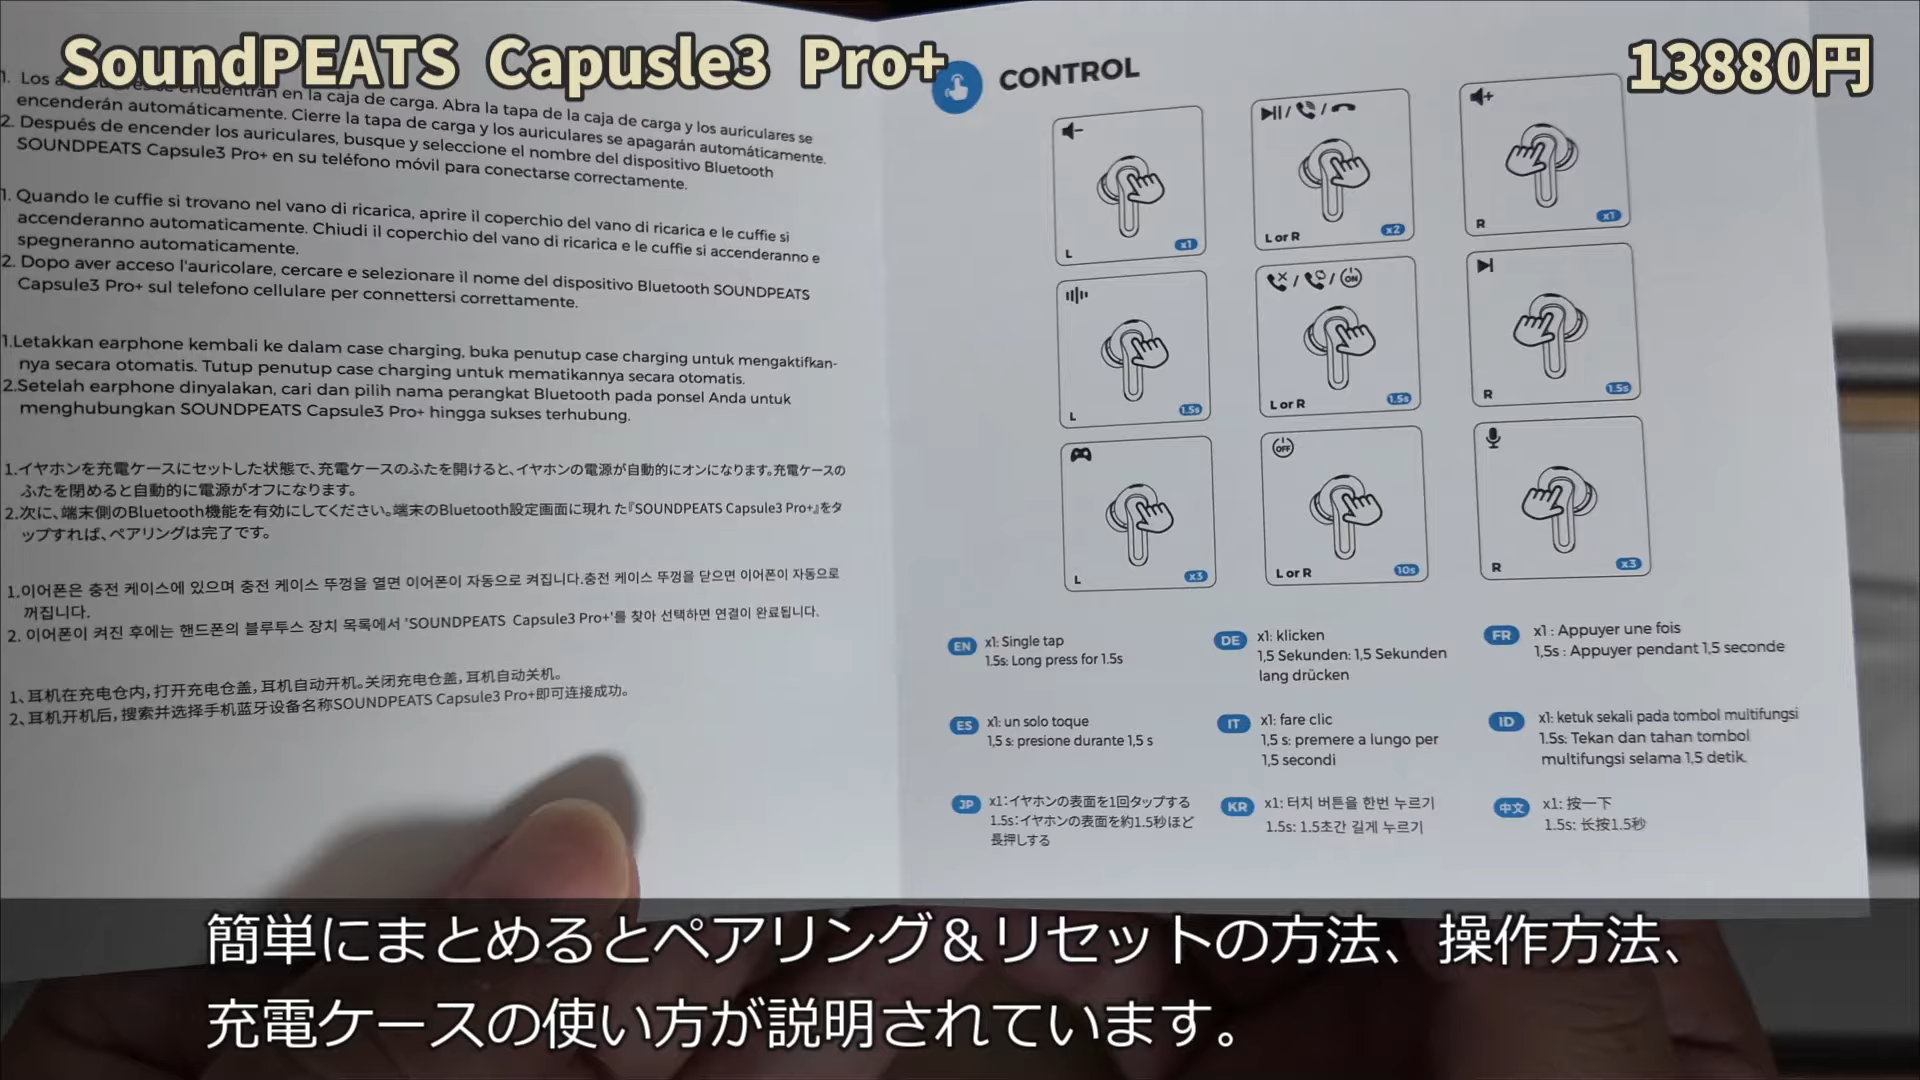 SoundPEATS Capusle3 Pro+
13880円
1. Los se encuentran en la caja de carga. Abra la tapa de la caja de carga y los auriculares se
encenderán automáticamente. Cierre la tapa de carga y los auriculares se apagarán automáticamente.
2. Después de encender los auriculares, busque y seleccione el nombre del dispositivo Bluetooth
SOUNDPEATS Capsule3 Pro+ en su teléfono móvil para conectarse correctamente.
1. Quando le cuffie si trovano nel vano di ricarica, aprire il coperchio del vano di ricarica e le cuffie si
accenderanno automaticamente. Chiudi il coperchio del vano di ricarica e le cuffie si accenderanno e
spegneranno automaticamente.
2. Dopo aver acceso l'auricolare, cercare e selezionare il nome del dispositivo Bluetooth SOUNDPEATS
Capsule3 Pro+ sul telefono cellulare per connettersi correttamente.
1.Letakkan earphone kembali ke dalam case charging, buka penutup case charging untuk mengaktifkan-
nya secara otomatis. Tutup penutup case charging untuk mematikannya secara otomatis.
2.Setelah earphone dinyalakan, cari dan pilih nama perangkat Bluetooth pada ponsel Anda untuk
menghubungkan SOUNDPEATS Capsule3 Pro+ hingga sukses terhubung.
1.イヤホンを充電ケースにセットした状態で、充電ケースのふたを開けると、イヤホンの電源が自動的にオンになります。充電ケースの
ふたを閉めると自動的に電源がオフになります。
2.次に、端末側のBluetooth機能を有効にしてください。端末のBluetooth設定画面に現れた『SOUNDPEATS Capsule3 Pro+』をタ
ップすれば、ペアリングは完了です。
1.이어폰은 충전 케이스에 있으며 충전 케이스 뚜껑을 열면 이어폰이 자동으로 켜집니다.충전 케이스 뚜껑을 닫으면 이어폰이 자동으로
꺼집니다.
2. 이어폰이 켜진 후에는 핸드폰의 블루투스 장치 목록에서 'SOUNDPEATS Capsule3 Pro+'를 찾아 선택하면 연결이 완료됩니다.
1、耳机在充电仓内，打开充电仓盖，耳机自动开机。关闭充电仓盖，耳机自动关机。
2、耳机开机后，搜索并选择手机蓝牙设备名称SOUNDPEATS Capsule3 Pro+即可连接成功。
CONTROL
L x1
L or R x2
R x1
L 1.5s
ON
L or R 1.5s
R 1.5s
L x3
OFF
L or R 10s
R x3
EN x1: Single tap
1.5s: Long press for 1.5s
DE x1: klicken
1,5 Sekunden: 1,5 Sekunden
lang drücken
FR x1 : Appuyer une fois
1,5s : Appuyer pendant 1,5 seconde
ES x1: un solo toque
1,5 s: presione durante 1,5 s
IT x1: fare clic
1,5 s: premere a lungo per
1,5 secondi
ID x1: ketuk sekali pada tombol multifungsi
1.5s: Tekan dan tahan tombol
multifungsi selama 1,5 detik.
JP x1：イヤホンの表面を1回タップする
1.5s：イヤホンの表面を約1.5秒ほど
長押しする
KR x1: 터치 버튼을 한번 누르기
1.5s: 1.5초간 길게 누르기
中文 x1: 按一下
1.5s: 长按1.5秒
簡単にまとめるとペアリング＆リセットの方法、操作方法、
充電ケースの使い方が説明されています。